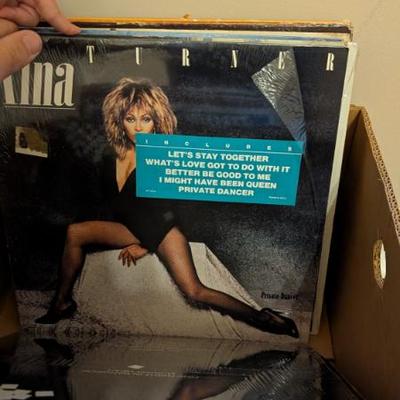 TURNER
Tina
INCLUDES
LET'S STAY TOGETHER
WHAT'S LOVE GOT TO DO WITH IT
BETTER BE GOOD TO ME
I MIGHT HAVE BEEN QUEEN
PRIVATE DANCER
Private Dancer